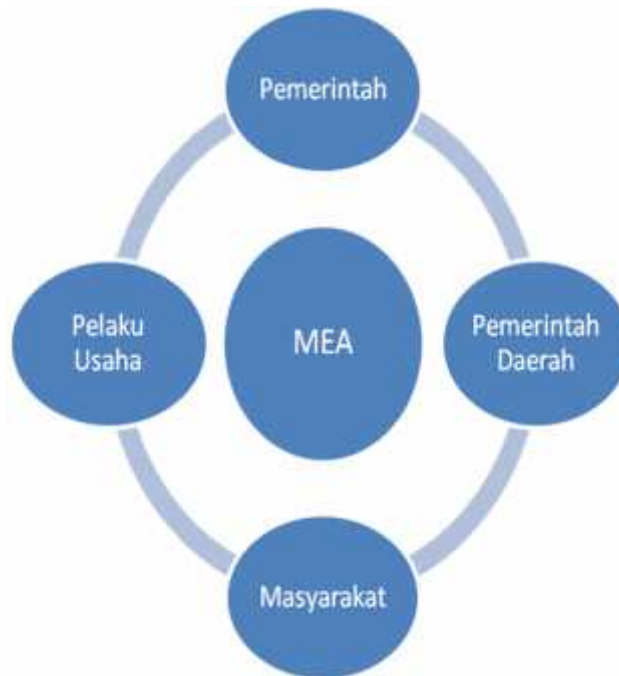 Pemerintah
Pelaku
Usaha
MEA
Pemerintah
Daerah
Masyarakat